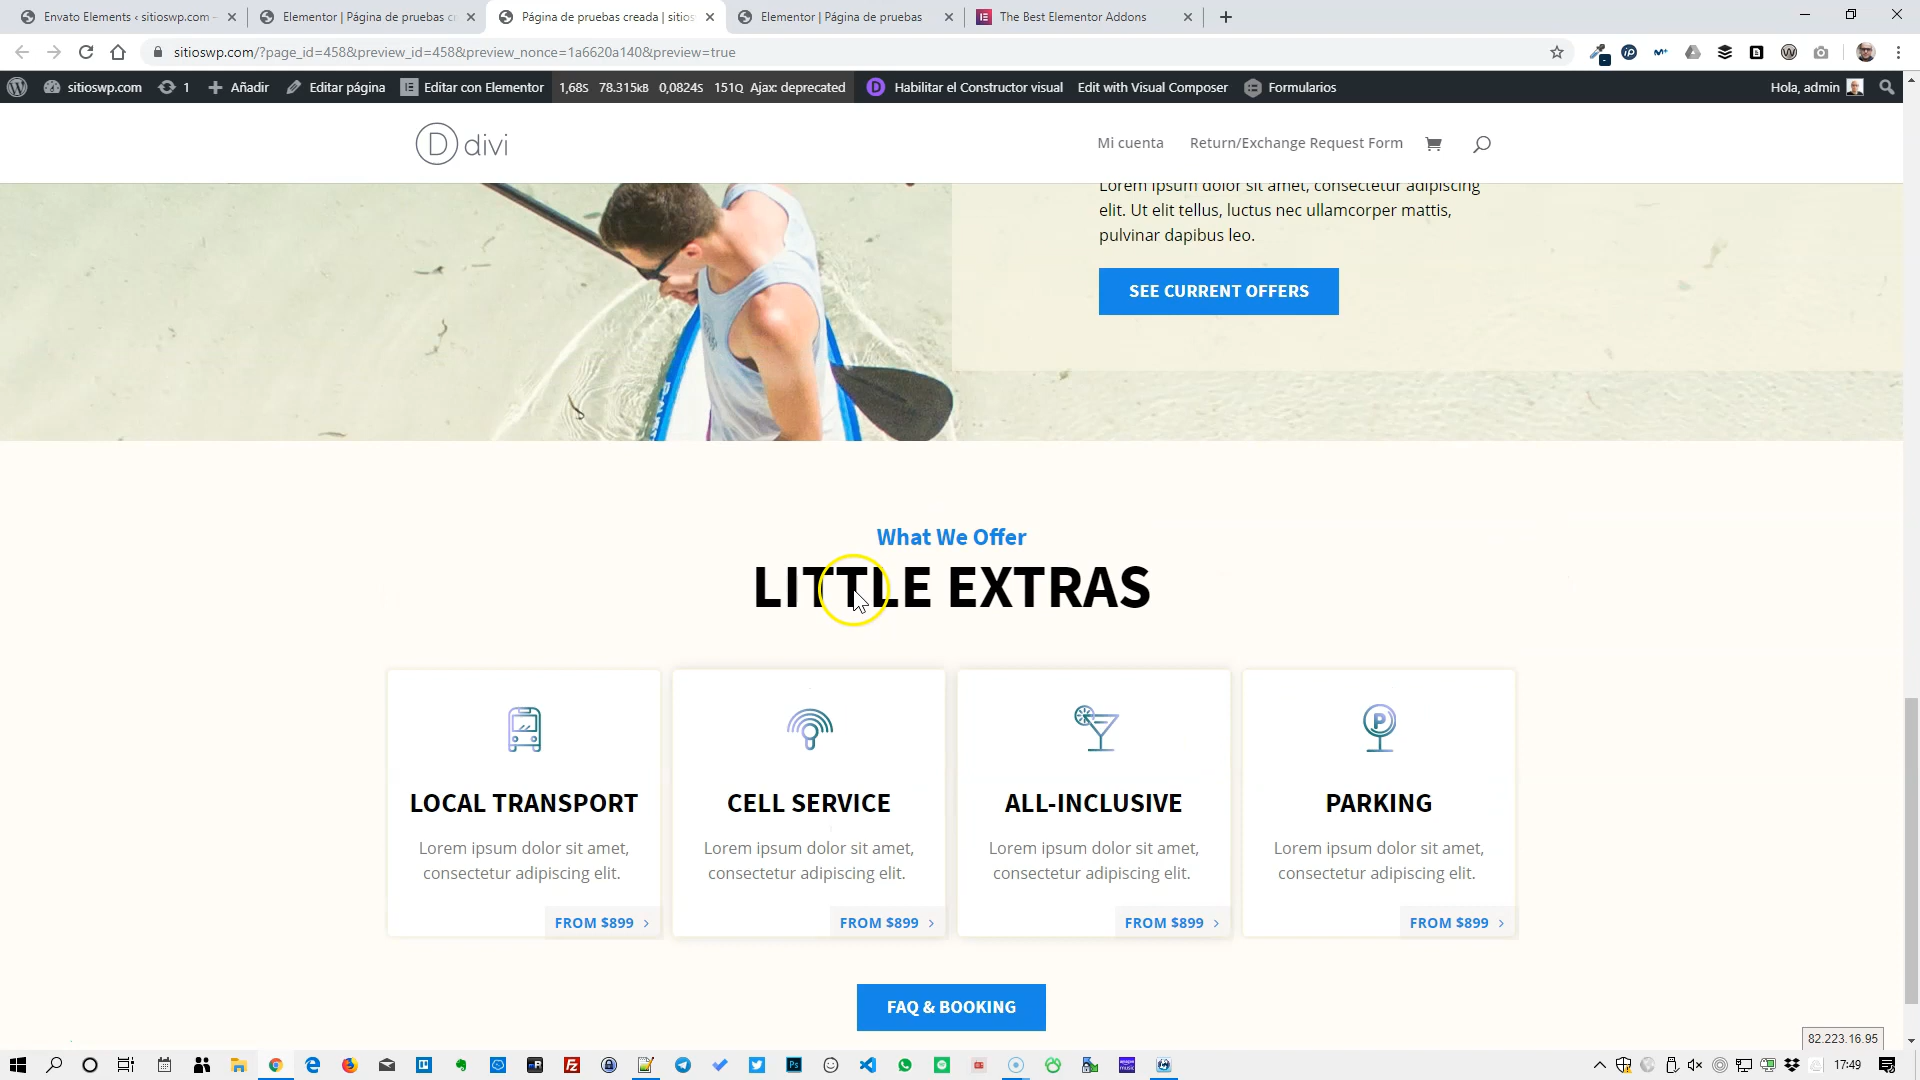 Envato Elements ‹ sitioswp.com –
Elementor | Página de pruebas c
Página de pruebas creada | sitios
Elementor | Página de pruebas
The Best Elementor Addons
sitioswp.com/?page_id=458&preview_id=458&preview_nonce=1a6620a140&preview=true
sitioswp.com 1 Añadir Editar página Editar con Elementor 1,68S 78.315KB 0,0824S 151Q Ajax: deprecated Habilitar el Constructor visual Edit with Visual Composer Formularios Hola, admin
D divi
Mi cuenta Return/Exchange Request Form
Lorem ipsum dolor sit amet, consectetur adipiscing
elit. Ut elit tellus, luctus nec ullamcorper mattis,
pulvinar dapibus leo.
SEE CURRENT OFFERS
What We Offer
LITTLE EXTRAS
LOCAL TRANSPORT
Lorem ipsum dolor sit amet,
consectetur adipiscing elit.
FROM $899 >
CELL SERVICE
Lorem ipsum dolor sit amet,
consectetur adipiscing elit.
FROM $899 >
ALL-INCLUSIVE
Lorem ipsum dolor sit amet,
consectetur adipiscing elit.
FROM $899 >
P
PARKING
Lorem ipsum dolor sit amet,
consectetur adipiscing elit.
FROM $899 >
FAQ & BOOKING
82.223.16.95
17:49